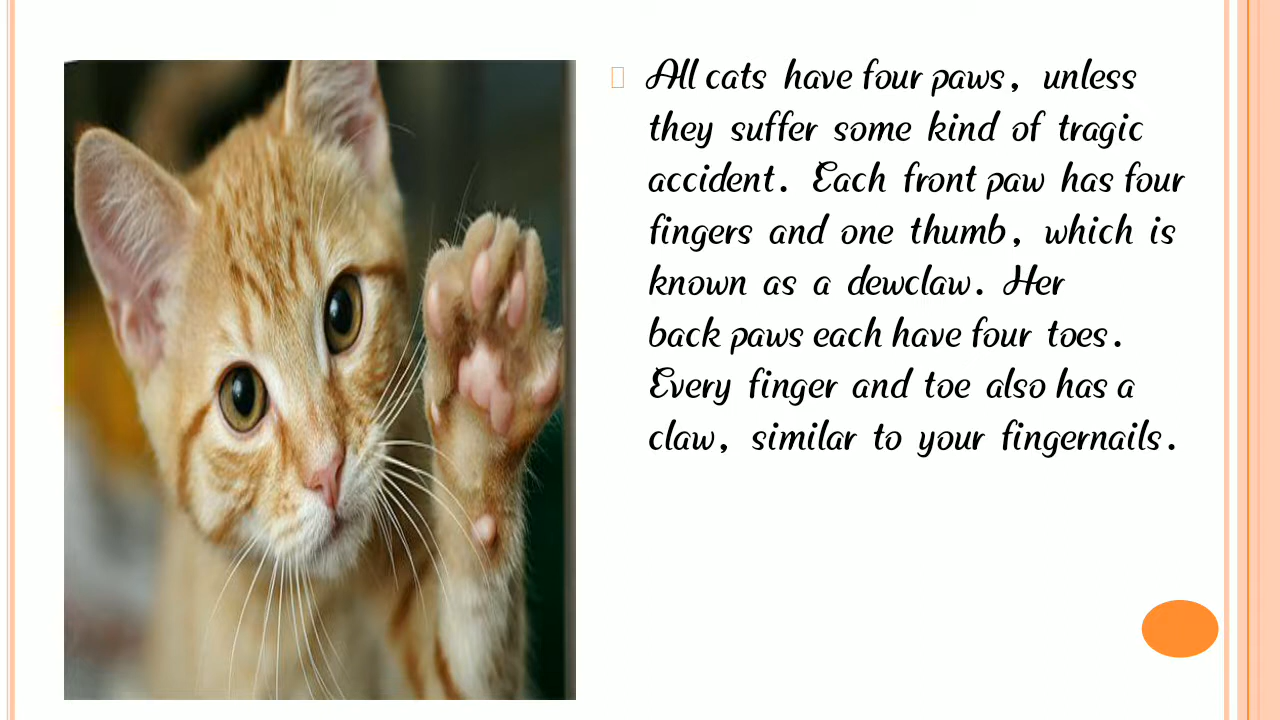 All cats have four paws, unless
they suffer some kind of tragic
accident. Each front paw has four
fingers and one thumb, which is
known as a dewclaw. Her
back paws each have four toes.
Every finger and toe also has a
claw, similar to your fingernails.